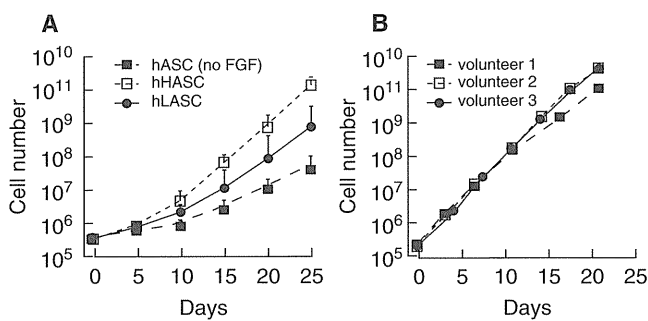 A
10^10
10^11
10^9
10^8
10^7
10^6
10^5
Cell number
hASC (no FGF)
hHASC
hLASC
0 5 10 15 20 25
Days
B
10^10
10^11
10^9
10^8
10^7
10^6
10^5
Cell number
volunteer 1
volunteer 2
volunteer 3
0 5 10 15 20 25
Days